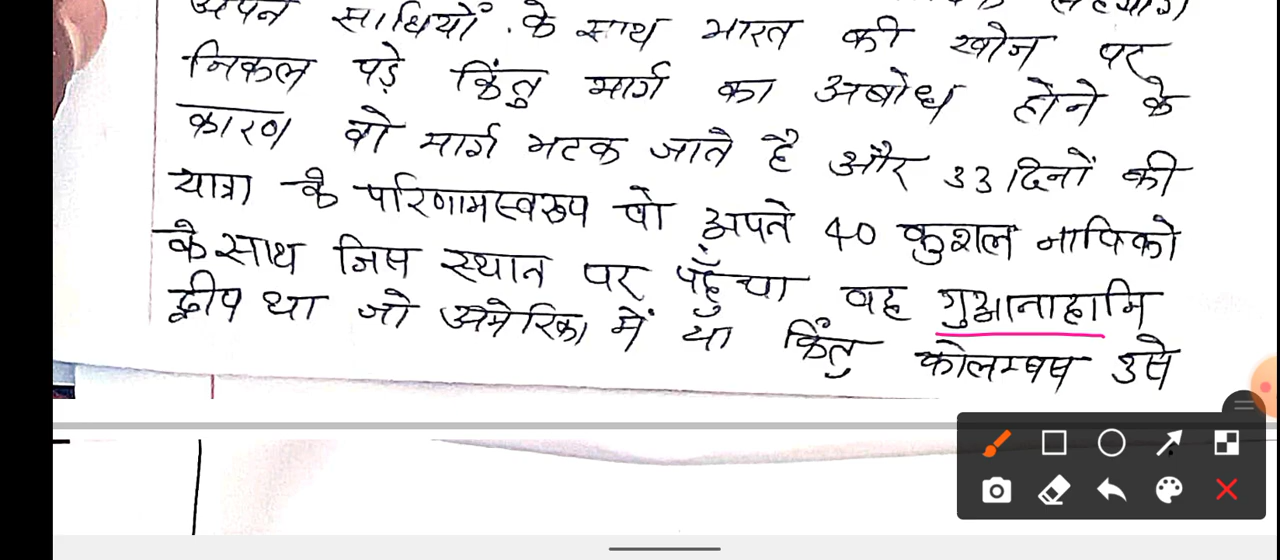 अपने साथियों के साथ भारत की खोज पर
निकल पड़े किंतु मार्ग का अबोध होने के
कारण वो मार्ग भटक जाते है और 33 दिनों की
यात्रा के परिणामस्वरूप वो अपने 40 कुशल नाविको
के साथ जिस स्थान पर पहुँचा वह गुआनाहामि
द्वीप था जो अमेरिका में था किंतु कोलम्बस उसे